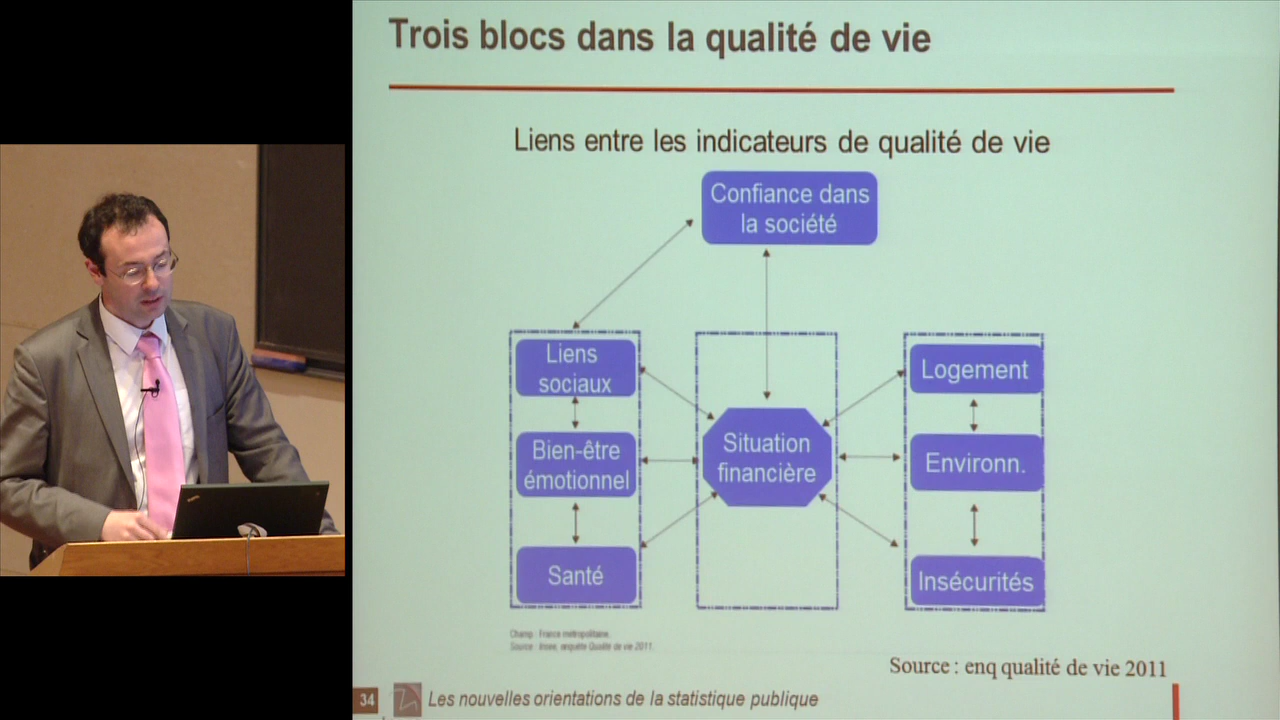 Trois blocs dans la qualité de vie
Liens entre les indicateurs de qualité de vie
Confiance dans
la société
Liens
sociaux
Bien-être
émotionnel
Santé
Situation
financière
Logement
Environn.
Insécurités
Champ : France métropolitaine.
Source : Insee, enquête Qualité de vie 2011.
Source : enq qualité de vie 2011
34
Les nouvelles orientations de la statistique publique